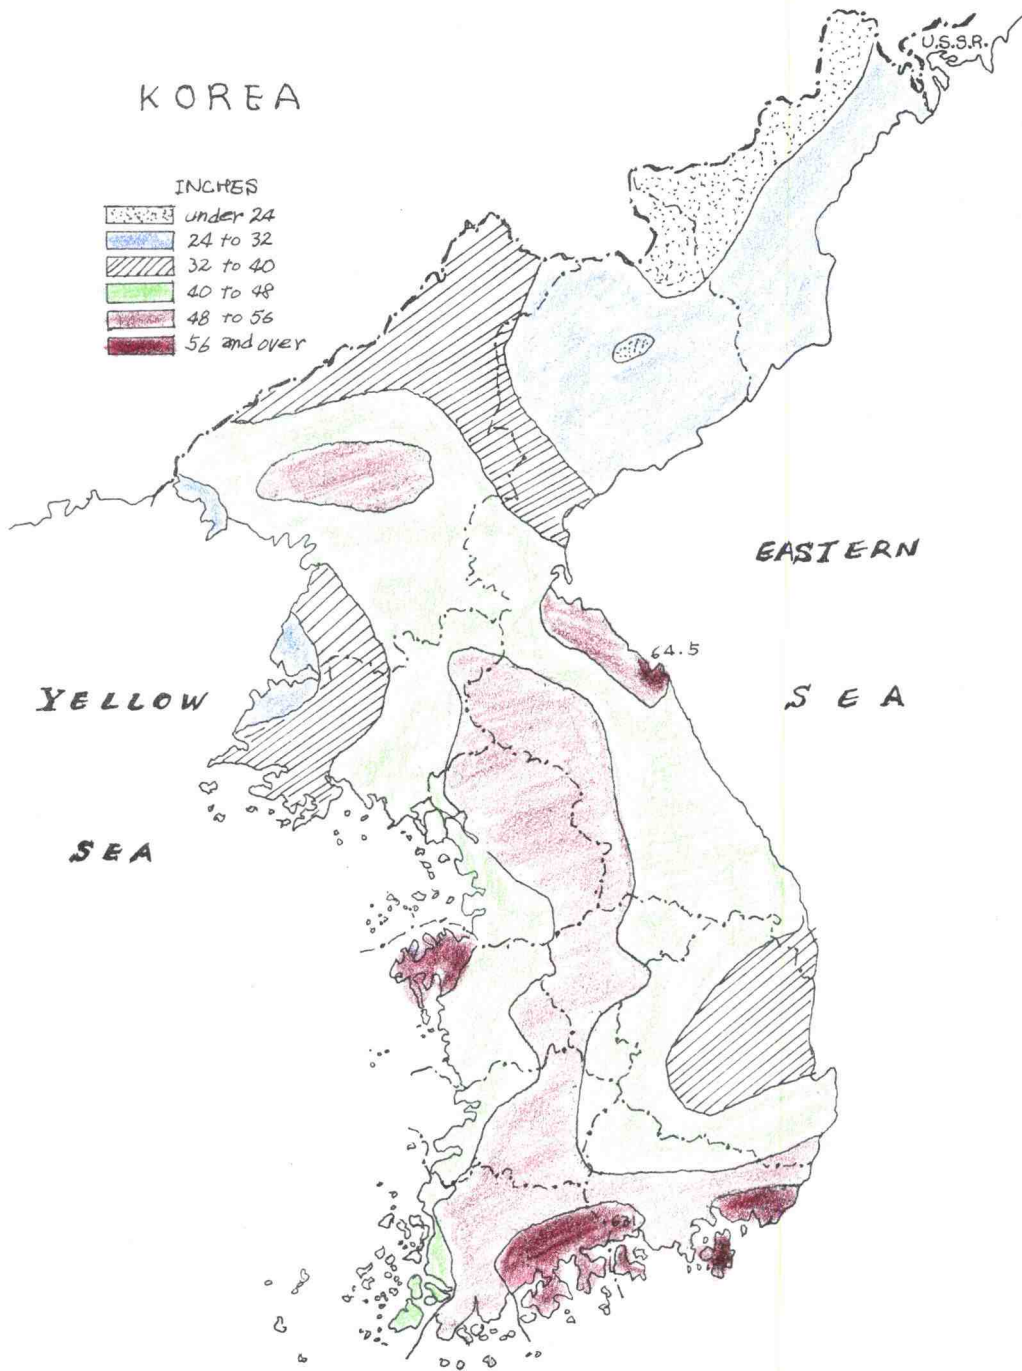 U.S.S.R.
KOREA
INCHES
under 24
24 to 32
32 to 40
40 to 48
48 to 56
56 and over
EASTERN
SEA
64.5
YELLOW
SEA